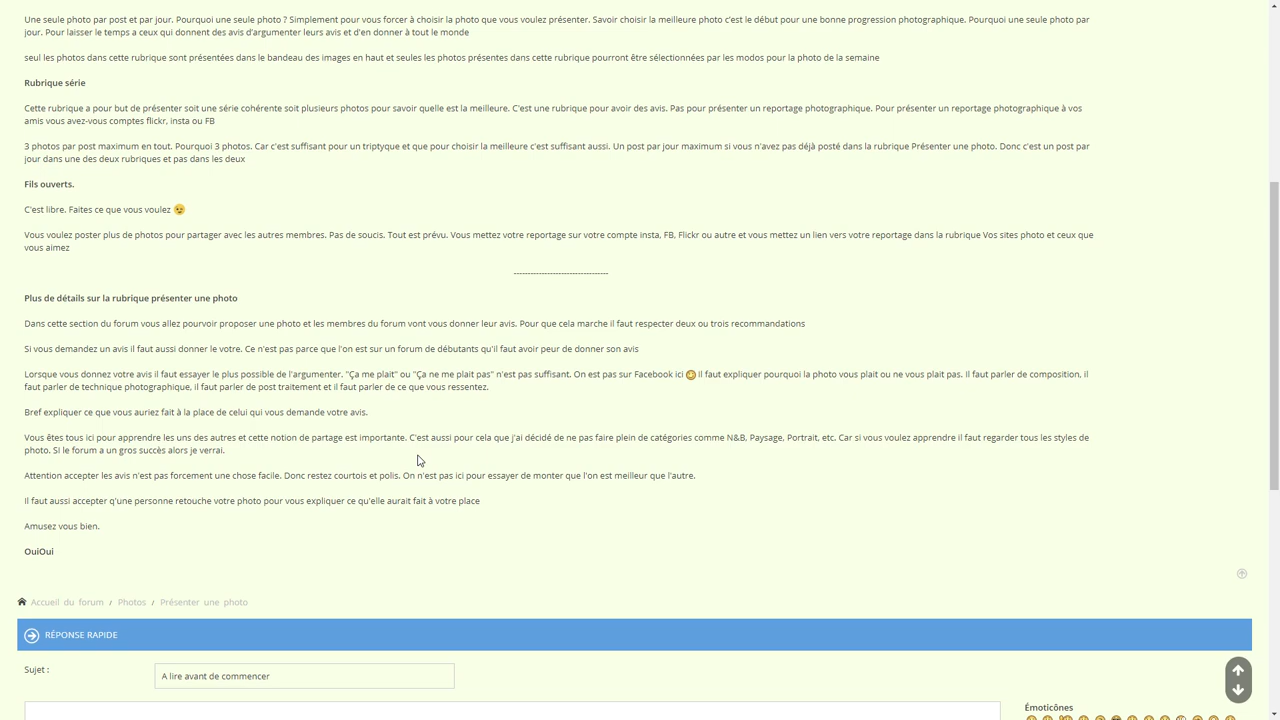 Une seule photo par post et par jour. Pourquoi une seule photo ? Simplement pour vous forcer à choisir la photo que vous voulez présenter. Savoir choisir la meilleure photo c'est le début pour une bonne progression photographique. Pourquoi une seule photo par
jour. Pour laisser le temps a ceux qui donnent des avis d'argumenter leurs avis et d'en donner à tout le monde
seul les photos dans cette rubrique sont présentées dans le bandeau des images en haut et seules les photos présentes dans cette rubrique pourront être sélectionnées par les modos pour la photo de la semaine
Rubrique série
Cette rubrique a pour but de présenter soit une série cohérente soit plusieurs photos pour savoir quelle est la meilleure. C'est une rubrique pour avoir des avis. Pas pour présenter un reportage photographique. Pour présenter un reportage photographique à vos
amis vous avez-vous comptes flickr, insta ou FB
3 photos par post maximum en tout. Pourquoi 3 photos. Car c'est suffisant pour un triptyque et que pour choisir la meilleure c'est suffisant aussi. Un post par jour maximum si vous n'avez pas déjà posté dans la rubrique Présenter une photo. Donc c'est un post par
jour dans une des deux rubriques et pas dans les deux
Fils ouverts.
C'est libre. Faites ce que vous voulez
Vous voulez poster plus de photos pour partager avec les autres membres. Pas de soucis. Tout est prévu. Vous mettez votre reportage sur votre compte insta, FB, Flickr ou autre et vous mettez un lien vers votre reportage dans la rubrique Vos sites photo et ceux que
vous aimez
----------------------------------
Plus de détails sur la rubrique présenter une photo
Dans cette section du forum vous allez pourvoir proposer une photo et les membres du forum vont vous donner leur avis. Pour que cela marche il faut respecter deux ou trois recommandations
Si vous demandez un avis il faut aussi donner le votre. Ce n'est pas parce que l'on est sur un forum de débutants qu'il faut avoir peur de donner son avis
Lorsque vous donnez votre avis il faut essayer le plus possible de l'argumenter. "Ça me plait" ou "Ça ne me plait pas" n'est pas suffisant. On est pas sur Facebook ici il faut expliquer pourquoi la photo vous plait ou ne vous plait pas. Il faut parler de composition, il
faut parler de technique photographique, il faut parler de post traitement et il faut parler de ce que vous ressentez.
Bref expliquer ce que vous auriez fait à la place de celui qui vous demande votre avis.
Vous êtes tous ici pour apprendre les uns des autres et cette notion de partage est importante. C'est aussi pour cela que j'ai décidé de ne pas faire plein de catégories comme N&B, Paysage, Portrait, etc. Car si vous voulez apprendre il faut regarder tous les styles de
photo. SI le forum a un gros succès alors je verrai.
Attention accepter les avis n'est pas forcement une chose facile. Donc restez courtois et polis. On n'est pas ici pour essayer de monter que l'on est meilleur que l'autre.
Il faut aussi accepter q'une personne retouche votre photo pour vous expliquer ce qu'elle aurait fait à votre place
Amusez vous bien.
OuiOui
Accueil du forum / Photos / Présenter une photo
RÉPONSE RAPIDE
Sujet :
A lire avant de commencer
Émoticônes